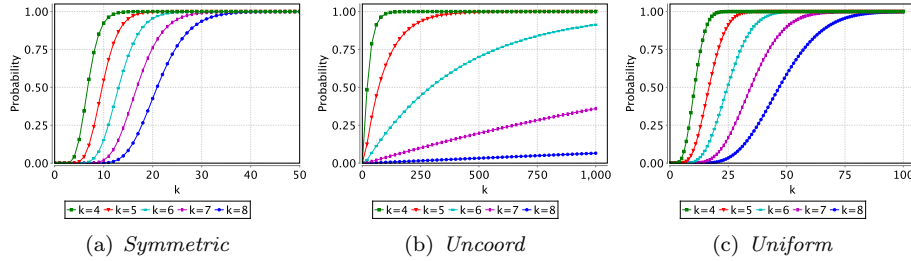 1.00
0.75
0.50
0.25
0.00
Probability
0 10 20 30 40 50
k
k=4 k=5 k=6 k=7 k=8
(a) Symmetric
1.00
0.75
0.50
0.25
0.00
Probability
0 250 500 750 1,000
k
k=4 k=5 k=6 k=7 k=8
(b) Uncoord
1.00
0.75
0.50
0.25
0.00
Probability
0 25 50 75 100
k
k=4 k=5 k=6 k=7 k=8
(c) Uniform